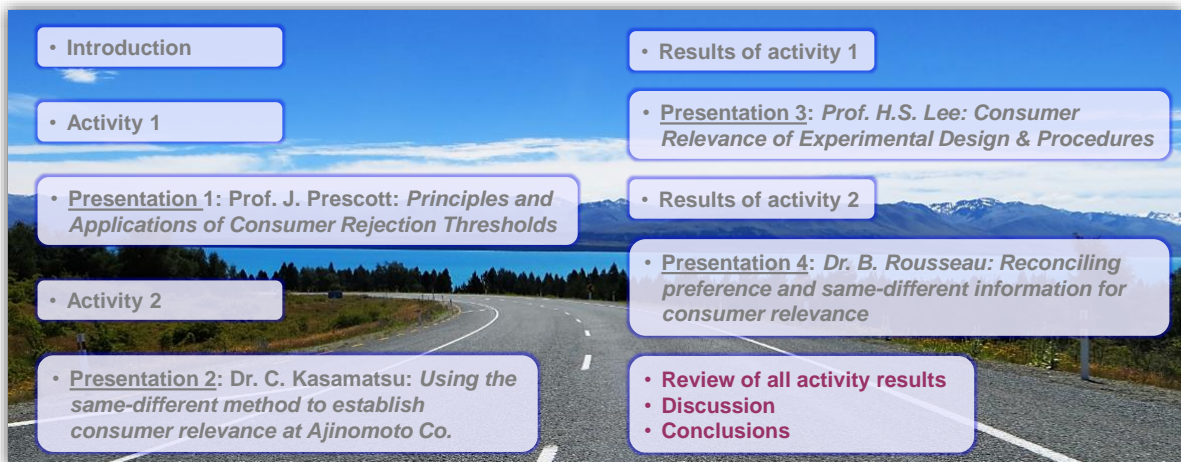 • Introduction
• Activity 1
• Presentation 1: Prof. J. Prescott: Principles and
Applications of Consumer Rejection Thresholds
• Activity 2
• Presentation 2: Dr. C. Kasamatsu: Using the
same-different method to establish
consumer relevance at Ajinomoto Co.
• Results of activity 1
• Presentation 3: Prof. H.S. Lee: Consumer
Relevance of Experimental Design & Procedures
• Results of activity 2
• Presentation 4: Dr. B. Rousseau: Reconciling
preference and same-different information for
consumer relevance
• Review of all activity results
• Discussion
• Conclusions